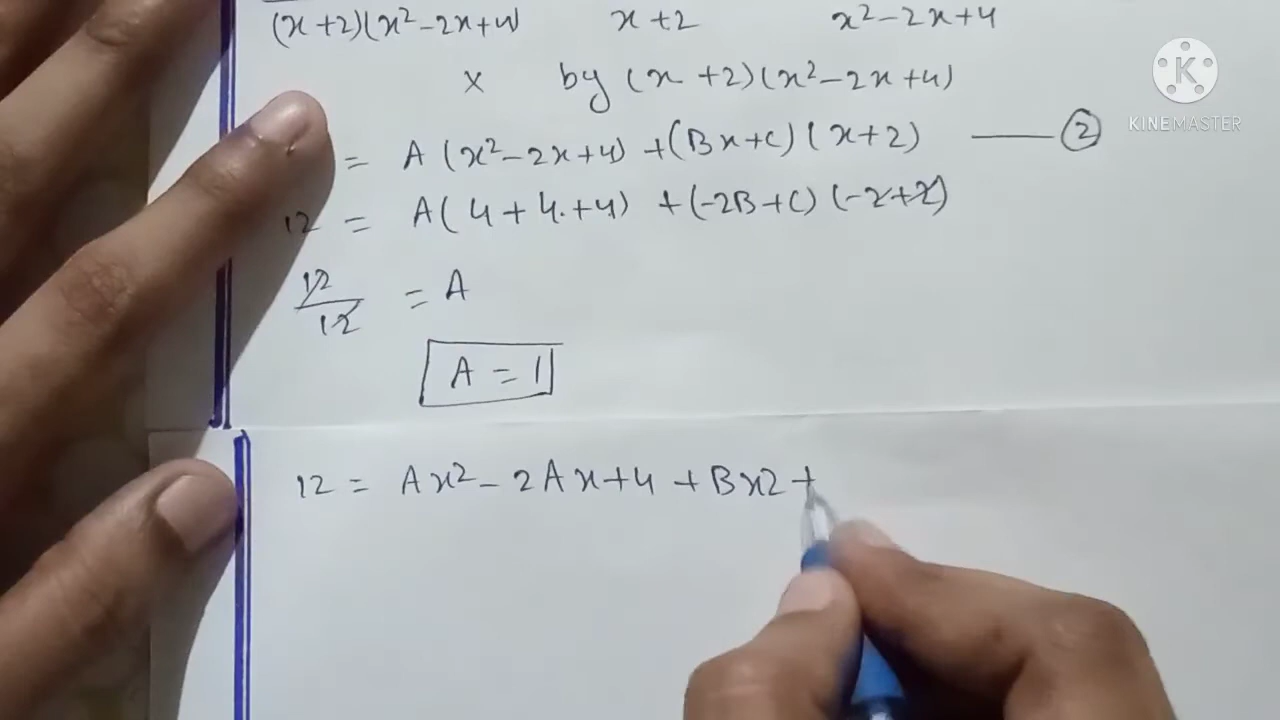 (x+2)(x²-2x+4) x+2 x²-2x+4
× by (x+2)(x²-2x+4)
KINEMASTER
= A(x²-2x+4) +(Bx+C)(x+2) —— ②
12 = A(4+4+4) +(-2B+C)(-2+2)
12/12 = A
A = 1
12 = Ax² - 2Ax+4 +Bx2 +